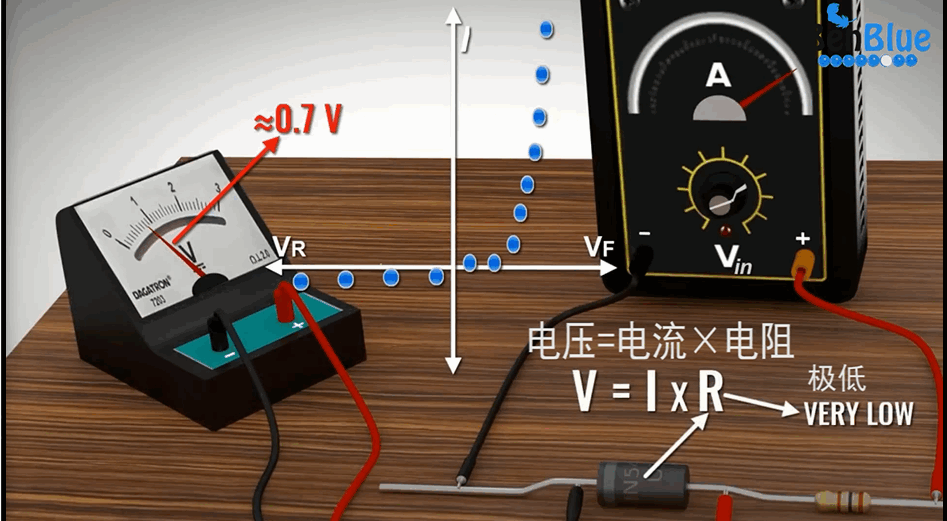 Blue
A
≈0.7 V
0 1 2 3
V
DAGATRON®
7203
VR
VF
I
-
+
Vin
-
+
电压=电流×电阻
V = I x R
极低
VERY LOW
N5